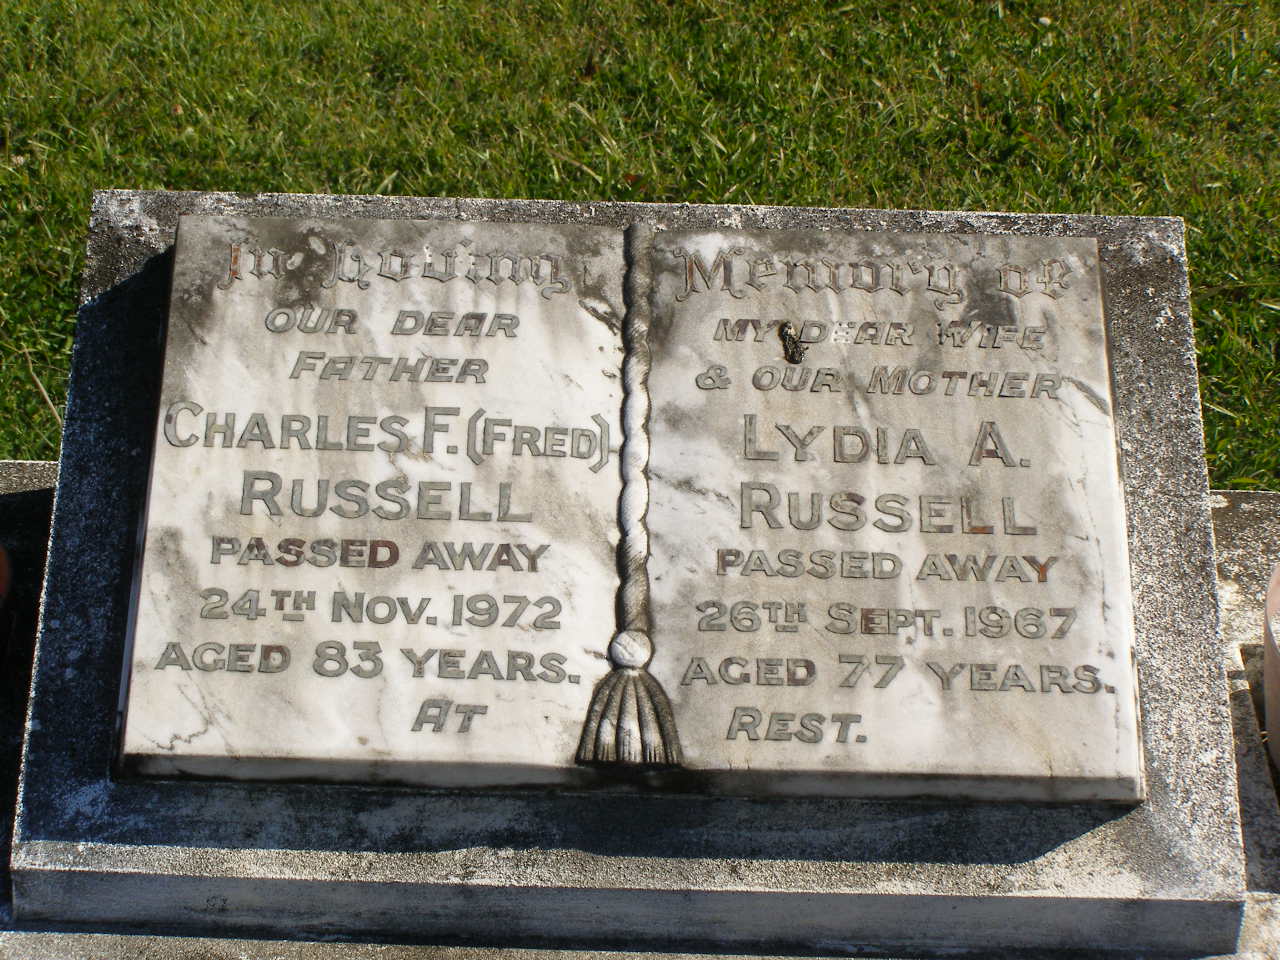 In Loving Memory of
OUR DEAR
FATHER
CHARLES F. (FRED)
RUSSELL
PASSED AWAY
24TH NOV. 1972
AGED 83 YEARS.
AT
MY DEAR WIFE
& OUR MOTHER
LYDIA A.
RUSSELL
PASSED AWAY
26TH SEPT. 1967
AGED 77 YEARS.
REST.